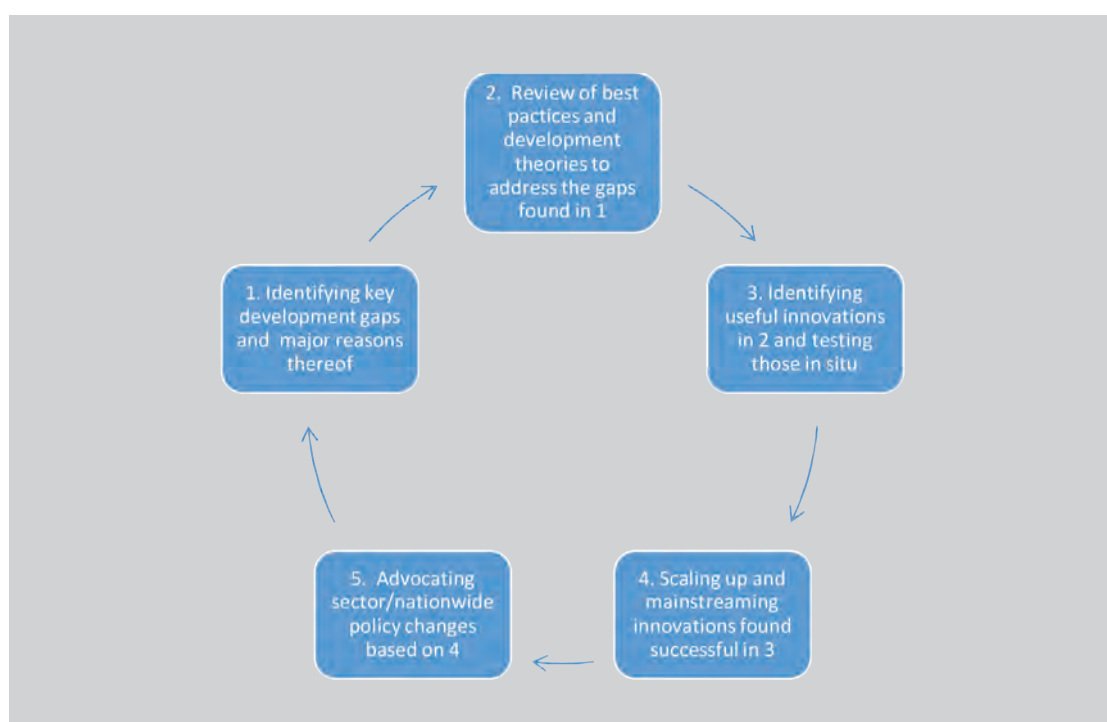 2. Review of best
pactices and
development
theories to
address the gaps
found in 1
1. Identifying key
development gaps
and major reasons
thereof
3. Identifying
useful innovations
in 2 and testing
those in situ
5. Advocating
sector/nationwide
policy changes
based on 4
4. Scaling up and
mainstreaming
innovations found
successful in 3